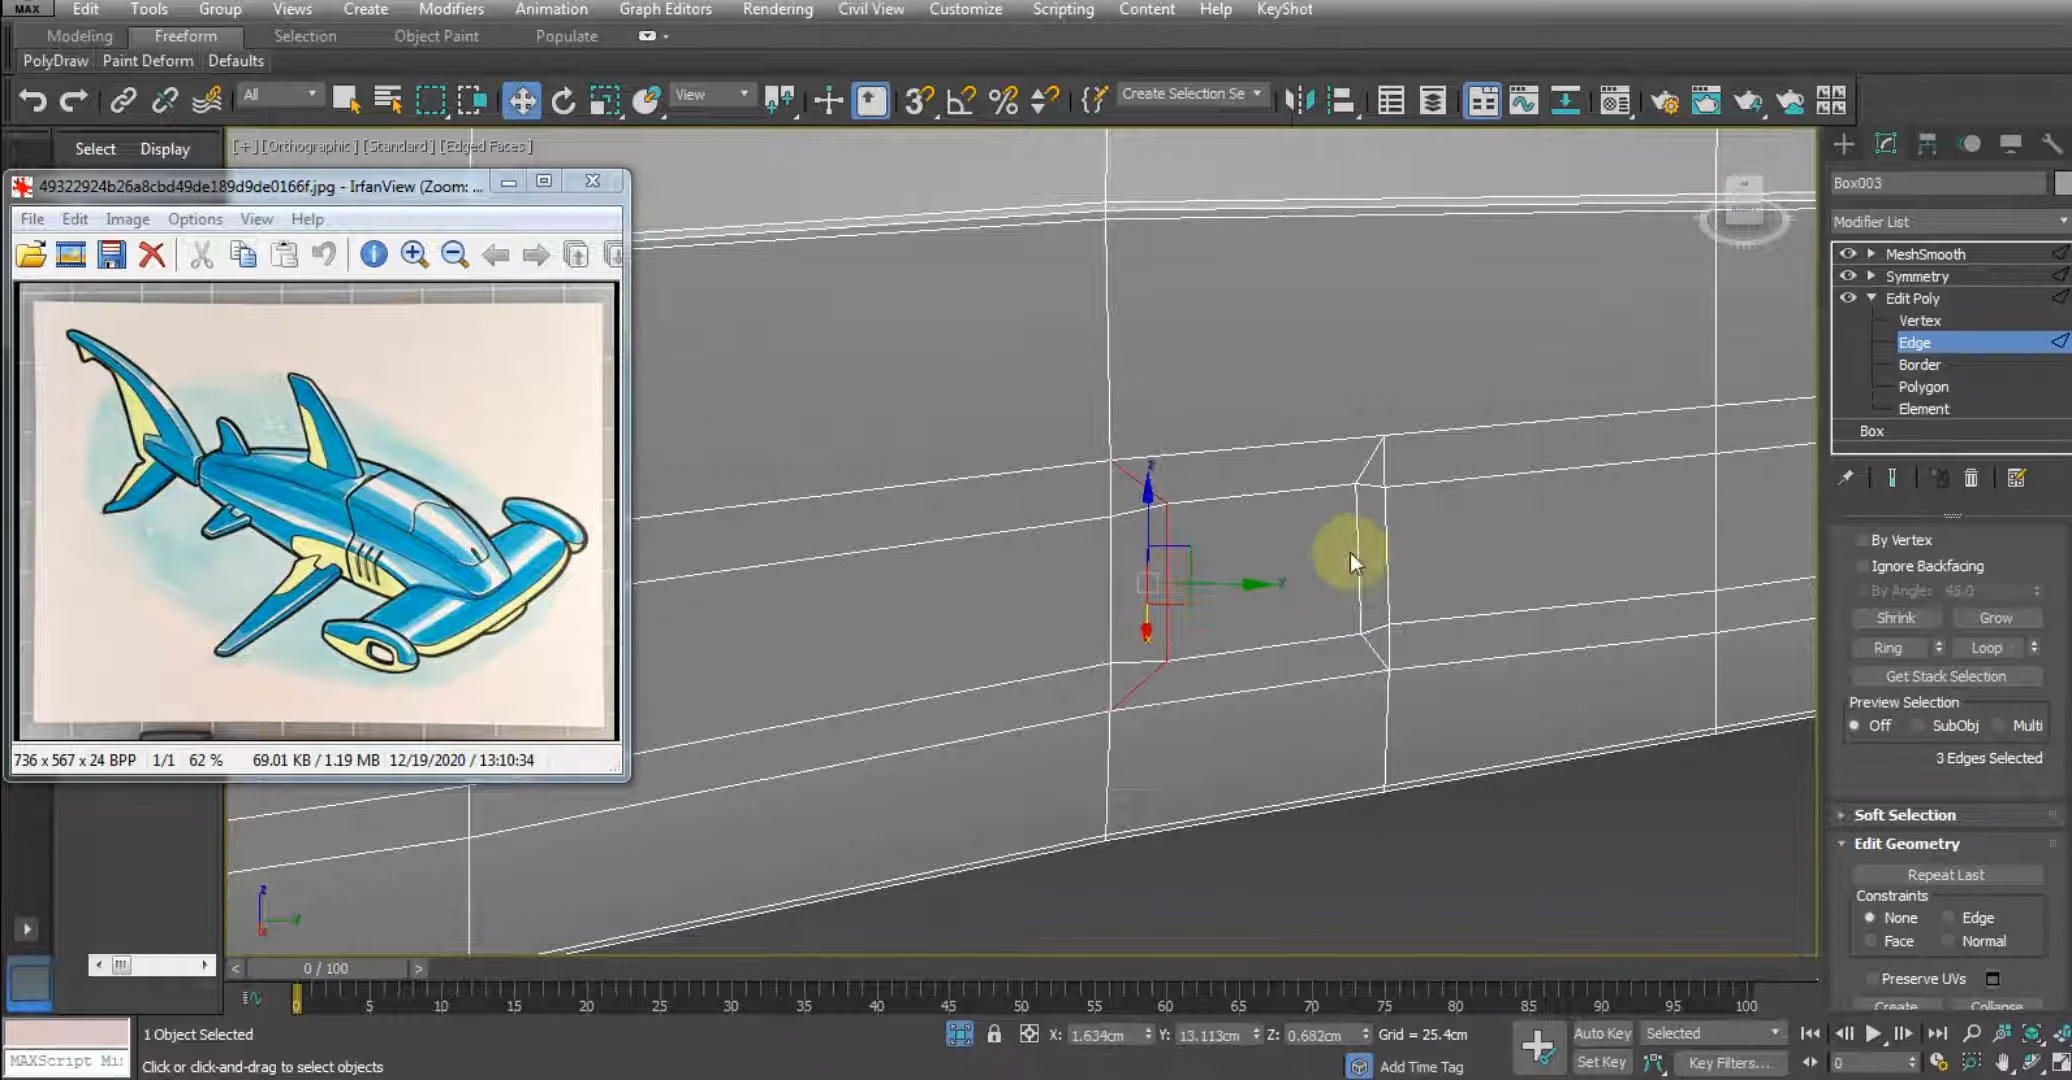 MAX Edit Tools Group Views Create Modifiers Animation Graph Editors Rendering Civil View Customize Scripting Content Help KeyShot
Modeling Freeform Selection Object Paint Populate
PolyDraw Paint Deform Defaults
All View Create Selection Se
Select Display
[+] [Orthographic] [Standard] [Edged Faces]
49322924b26a8cbd49de189d9de0166f.jpg - IrfanView (Zoom: ...
File Edit Image Options View Help
736 x 567 x 24 BPP 1/1 62 % 69.01 KB / 1.19 MB 12/19/2020 / 13:10:34
z
Y
x
z
Box003
Modifier List
MeshSmooth
Symmetry
Edit Poly
Vertex
Edge
Border
Polygon
Element
Box
By Vertex
Ignore Backfacing
By Angle: 45.0
Shrink Grow
Ring Loop
Get Stack Selection
Preview Selection
Off SubObj Multi
3 Edges Selected
Soft Selection
Edit Geometry
Repeat Last
Constraints
None Edge
Face Normal
Preserve UVs
Create Collapse
< 0 / 100 >
0 5 10 15 20 25 30 35 40 45 50 55 60 65 70 75 80 85 90 95 100
1 Object Selected X: 1.634cm Y: 13.113cm Z: 0.682cm Grid = 25.4cm Auto Key Selected
MAXScript Mi Click or click-and-drag to select objects Add Time Tag Set Key Key Filters... 0